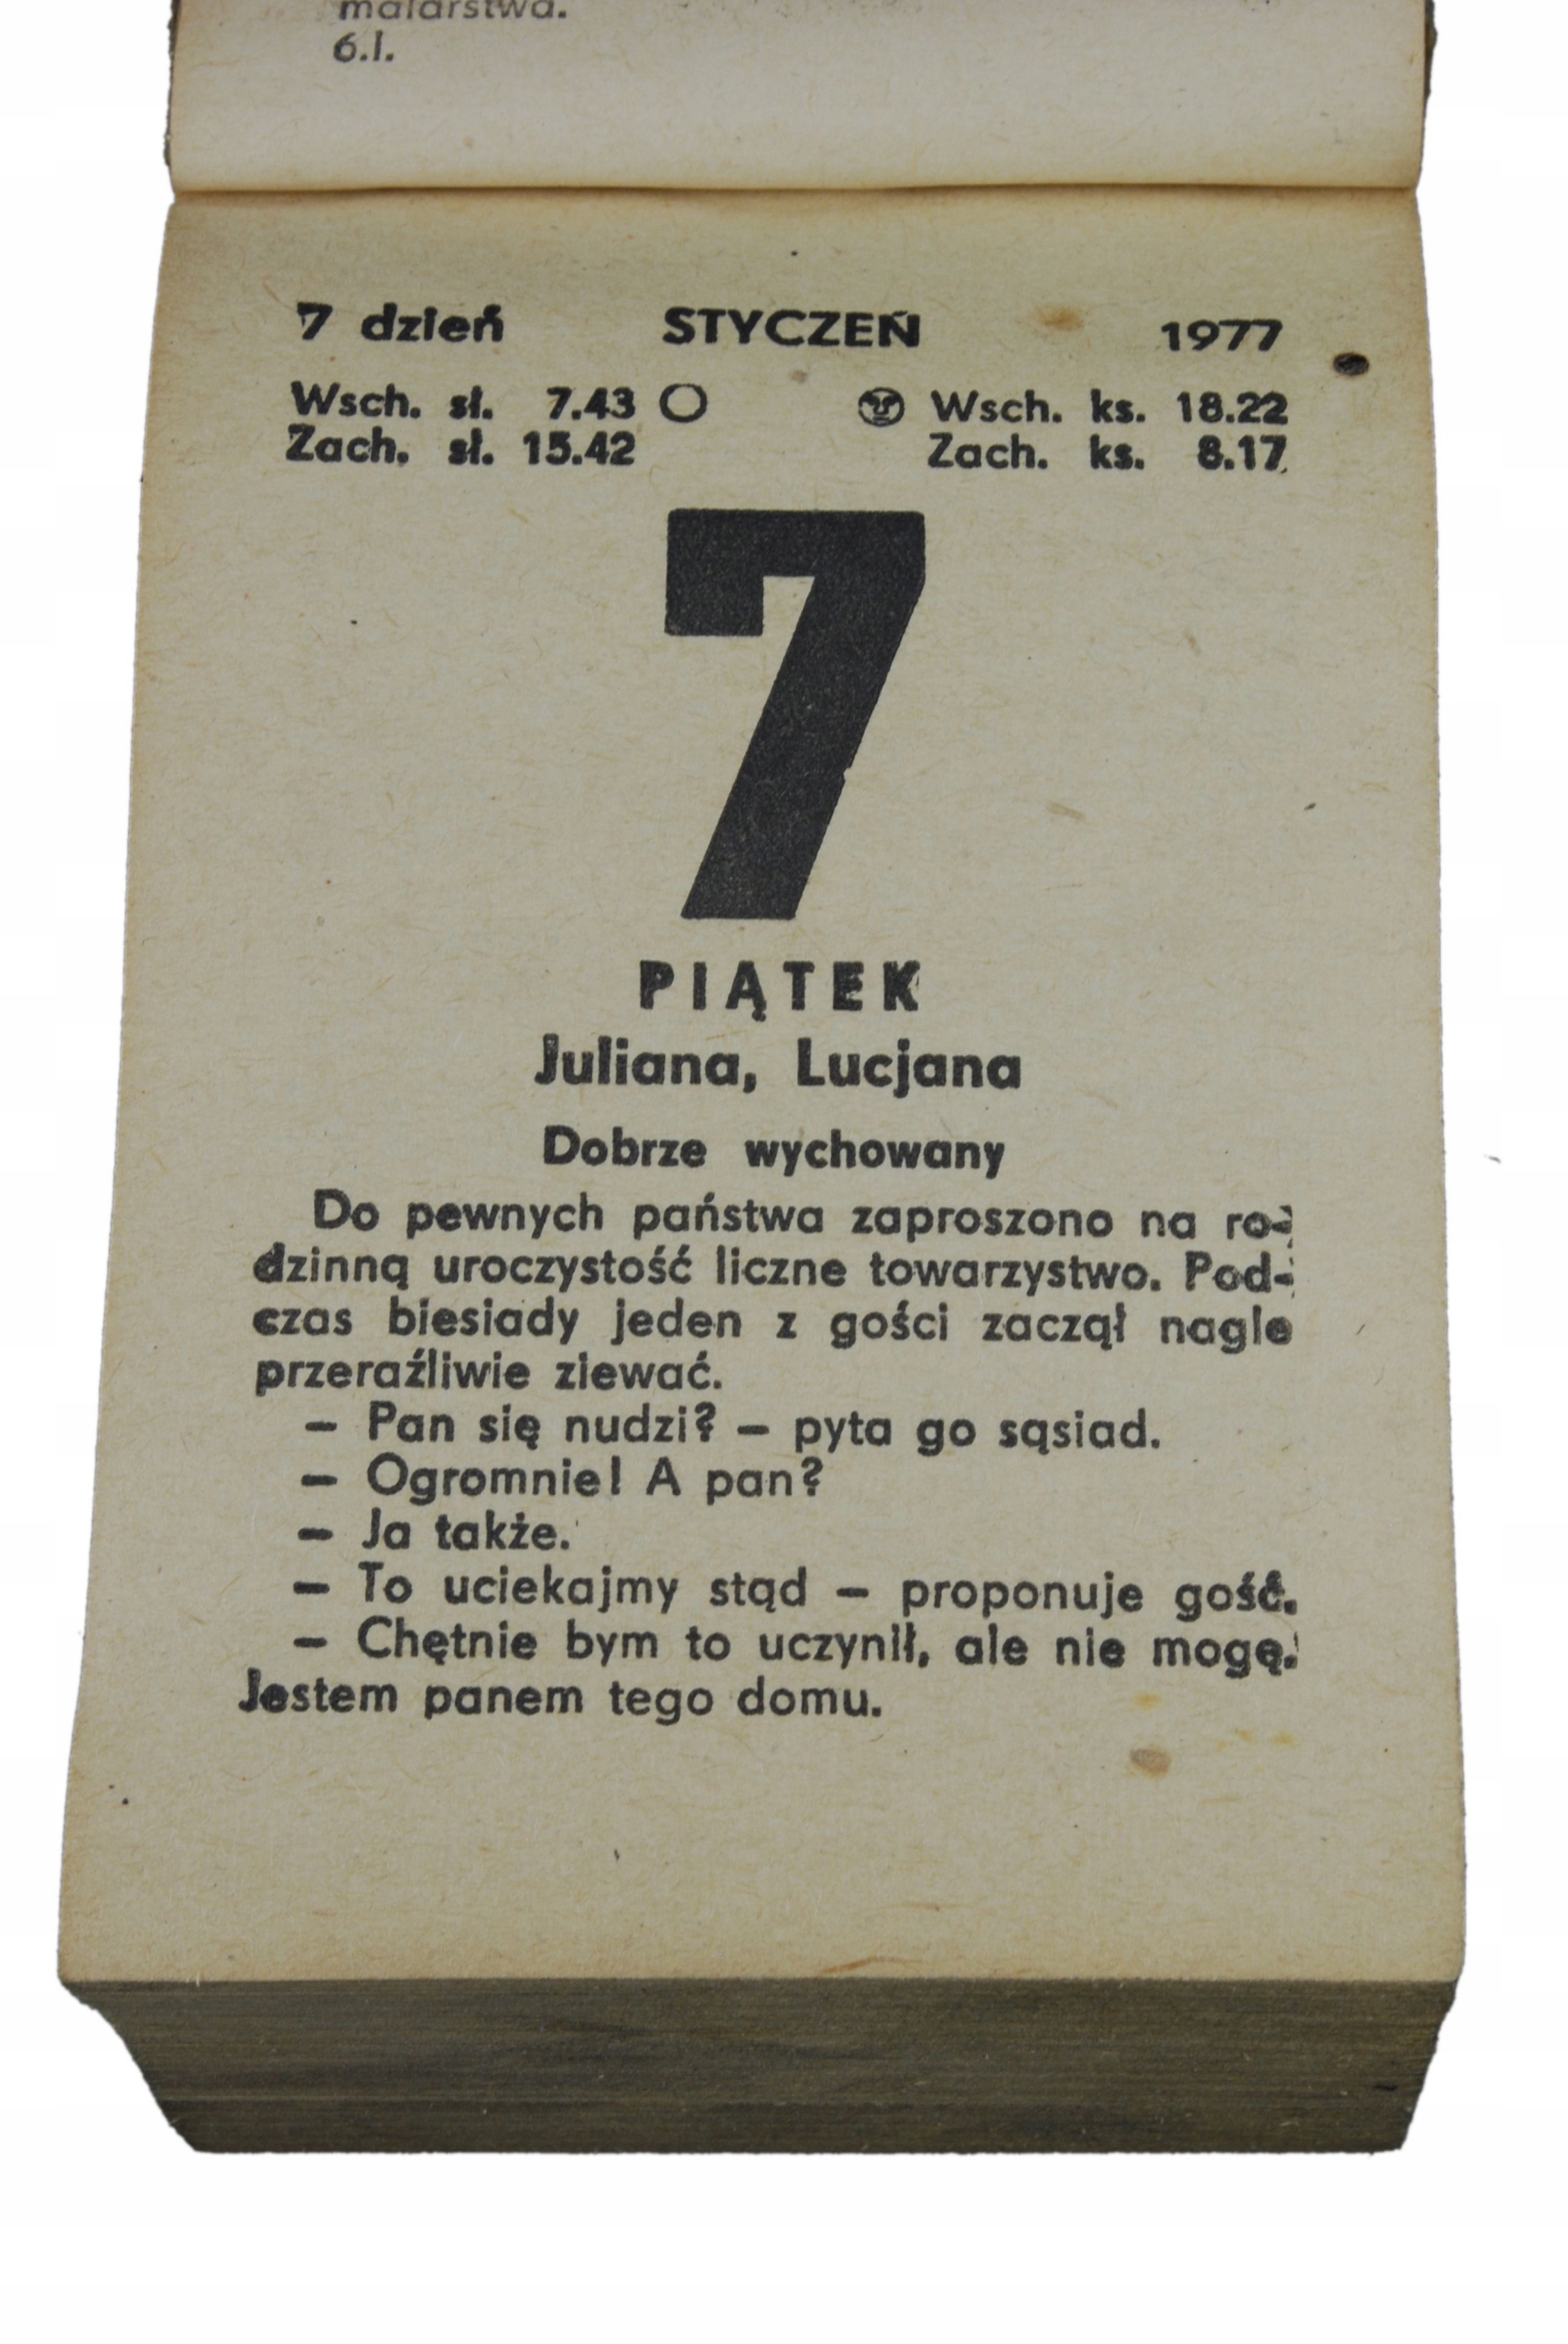 malarstwa.
6.I.
7 dzień STYCZEŃ 1977
Wsch. sł. 7.43 Wsch. ks. 18.22
Zach. sł. 15.42 Zach. ks. 8.17
7
PIĄTEK
Juliana, Lucjana
Dobrze wychowany
Do pewnych państwa zaproszono na ro-
dzinną uroczystość liczne towarzystwo. Pod-
czas biesiady jeden z gości zaczął nagle
przeraźliwie ziewać.
— Pan się nudzi? — pyta go sąsiad.
— Ogromnie! A pan?
— Ja także.
— To uciekajmy stąd — proponuje gość.
— Chętnie bym to uczynił, ale nie mogę.
Jestem panem tego domu.